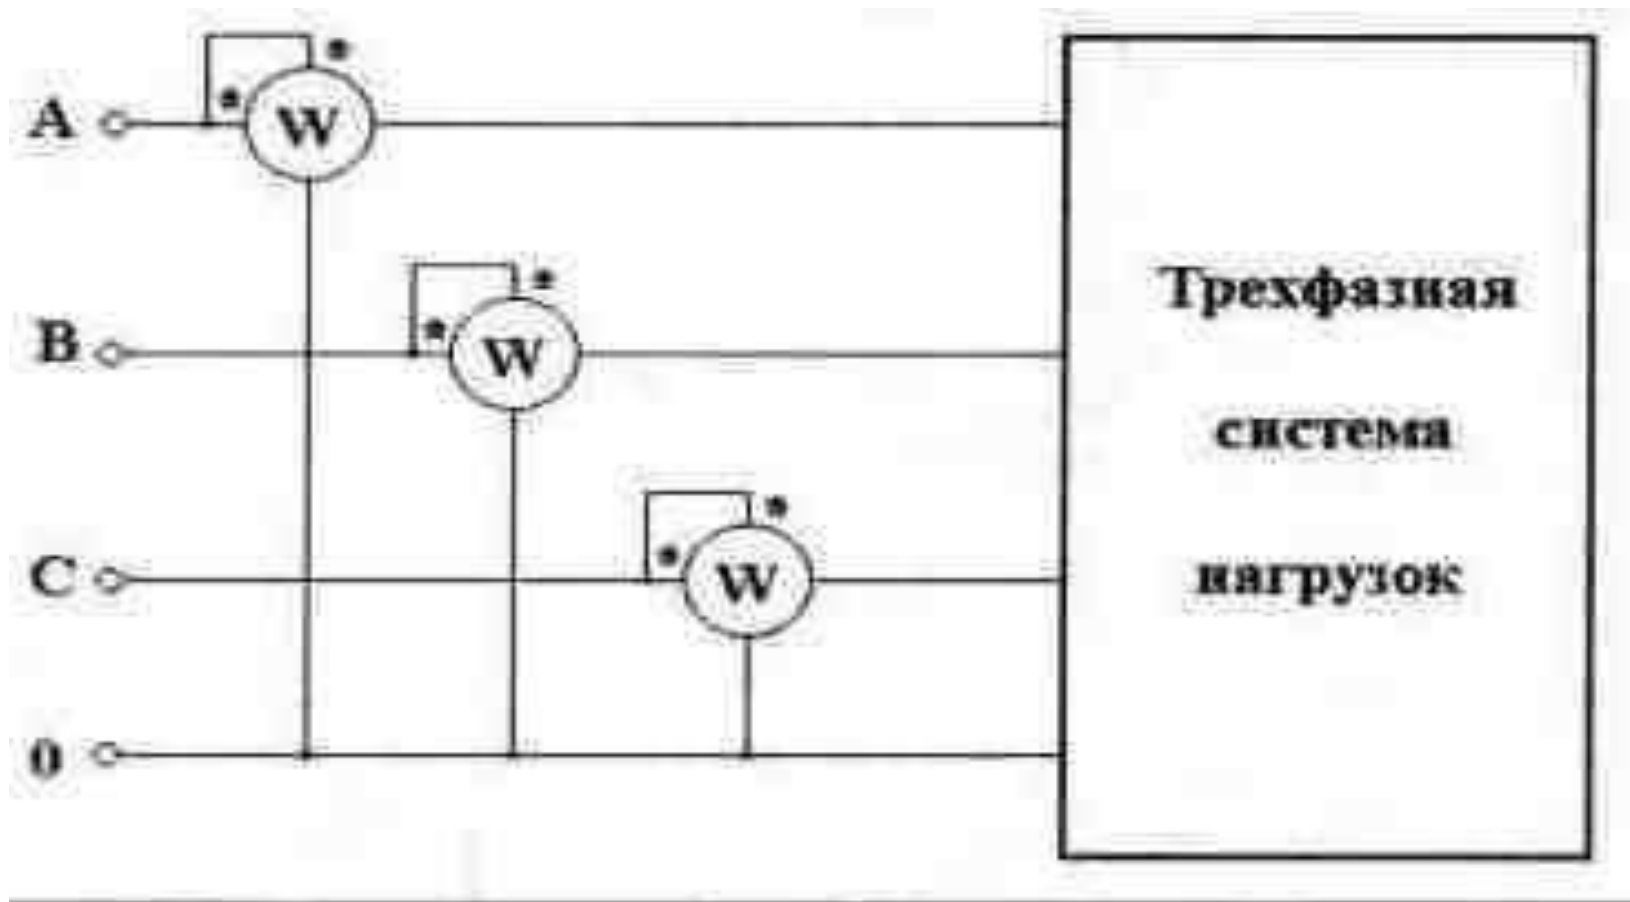 A
* *
W
B
* *
W
C
* *
W
0
Трехфазная
система
нагрузок